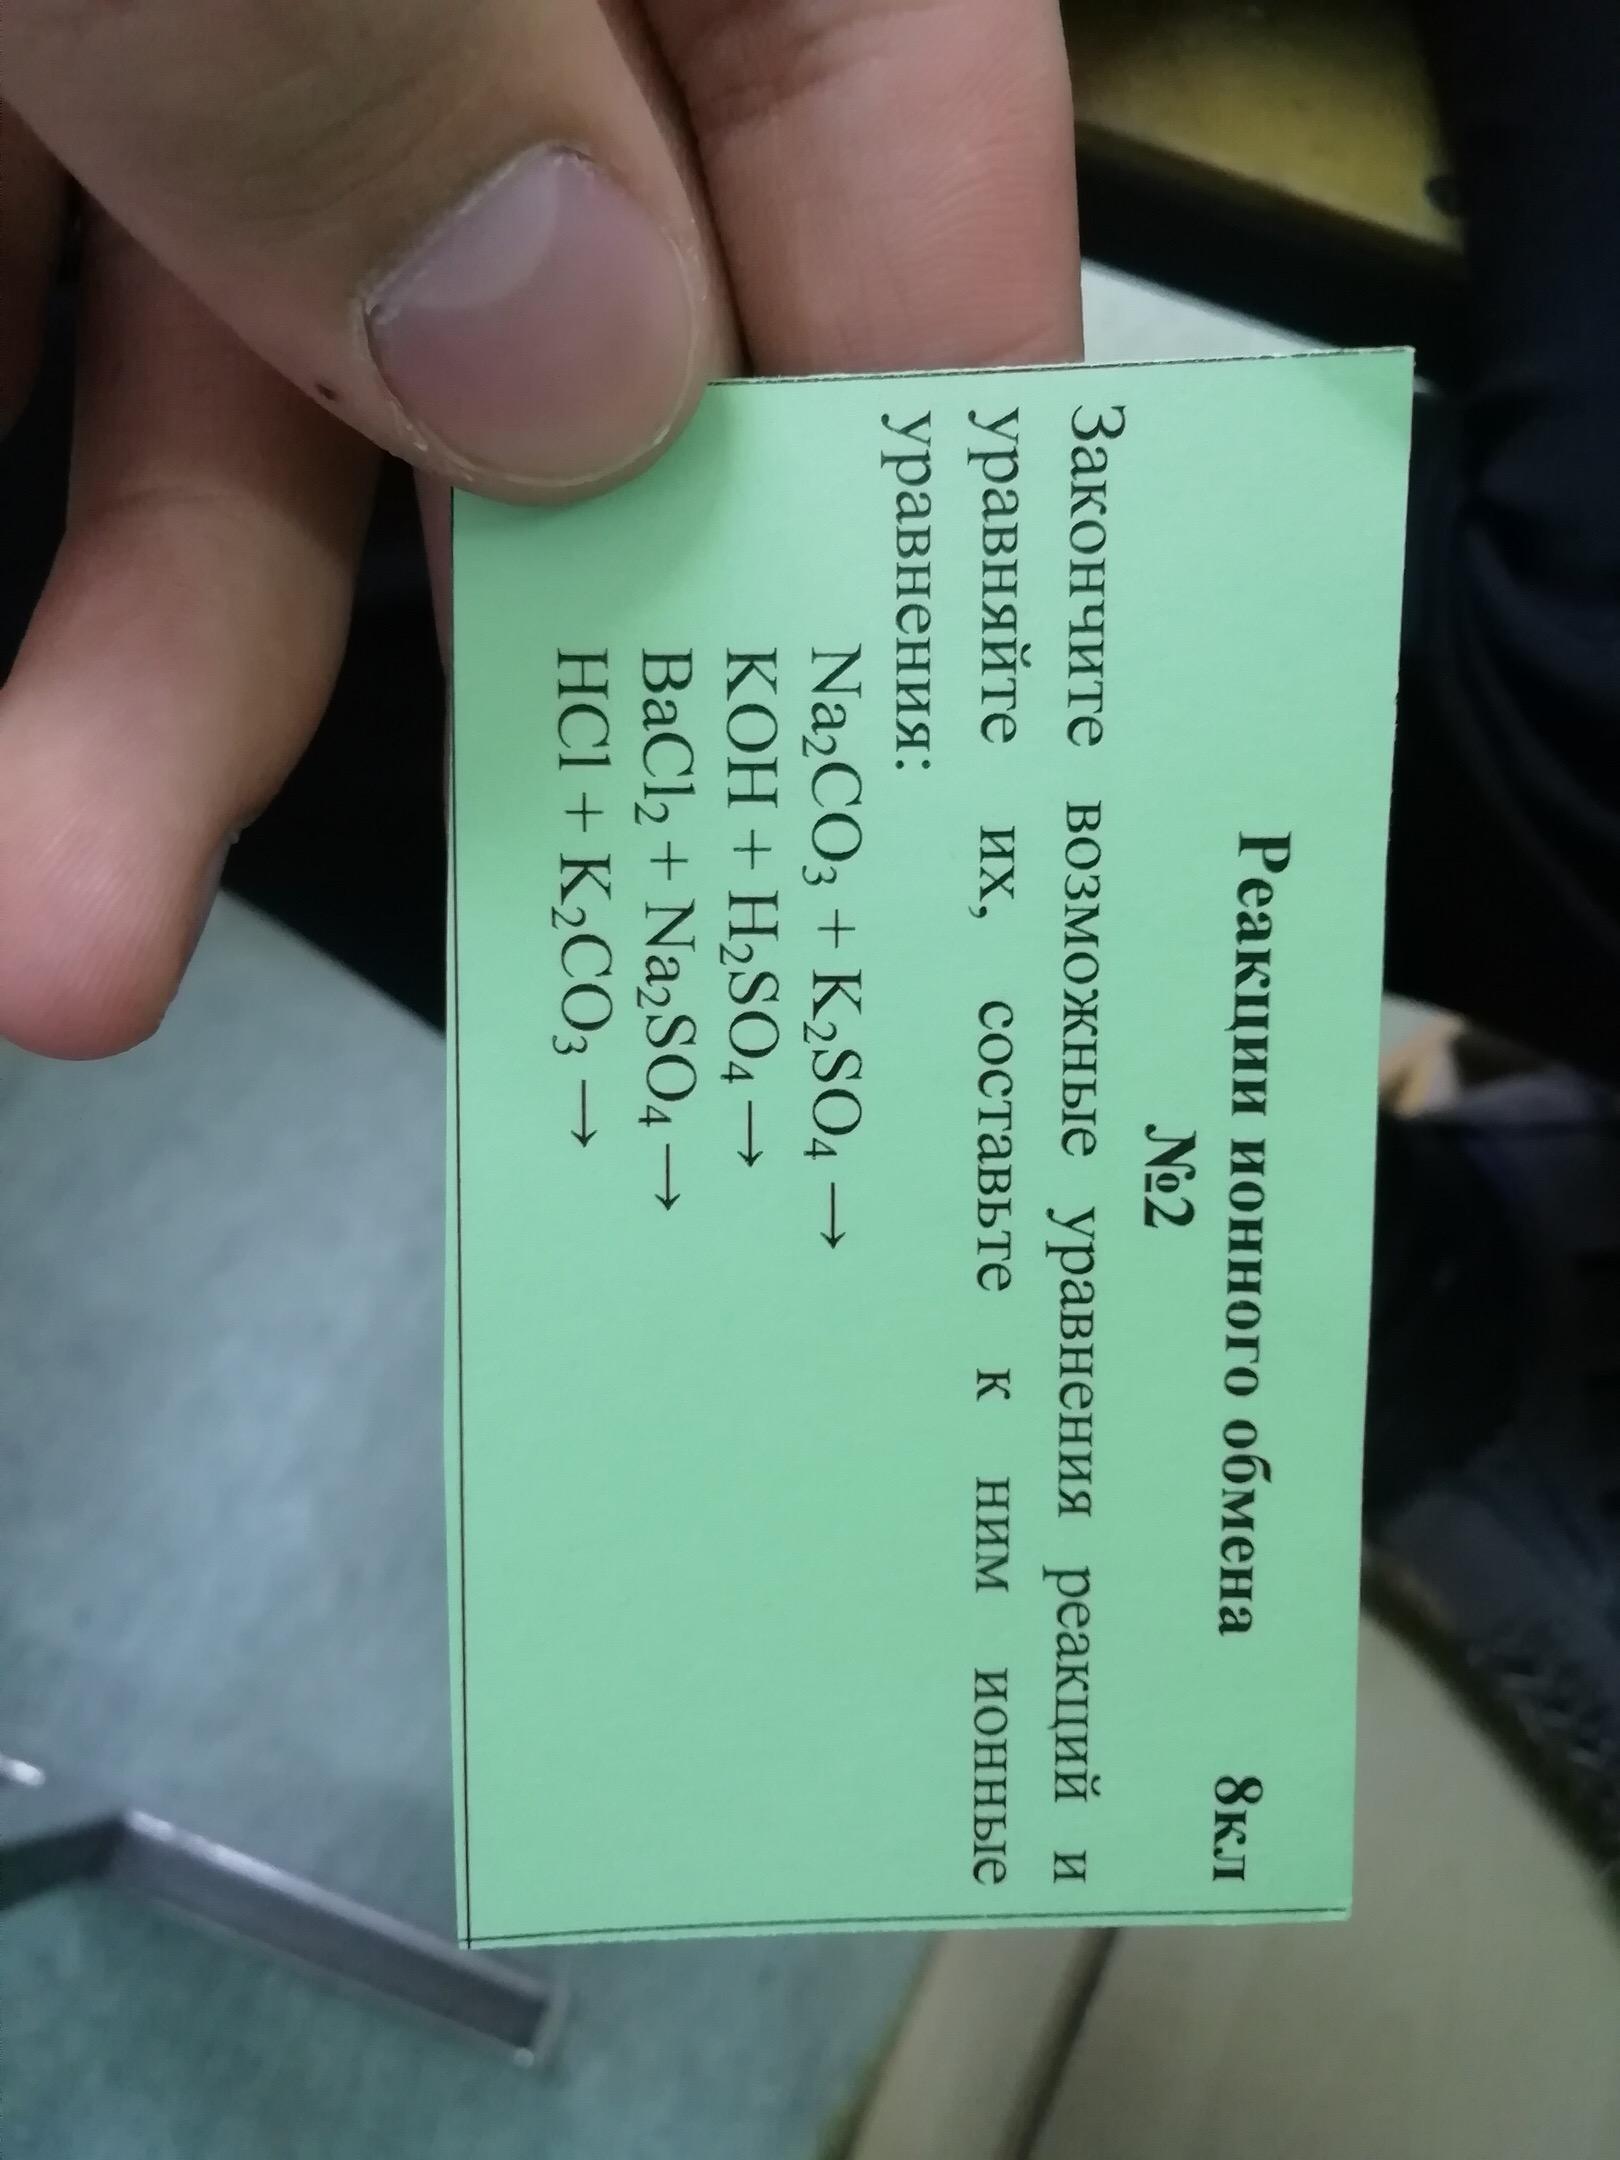 Реакции ионного обмена 8кл
№2
Закончите возможные уравнения реакций и
уравняйте их, составьте к ним ионные
уравнения:
Na₂CO₃ + K₂SO₄ →
KOH + H₂SO₄ →
BaCl₂ + Na₂SO₄ →
HCl + K₂CO₃ →